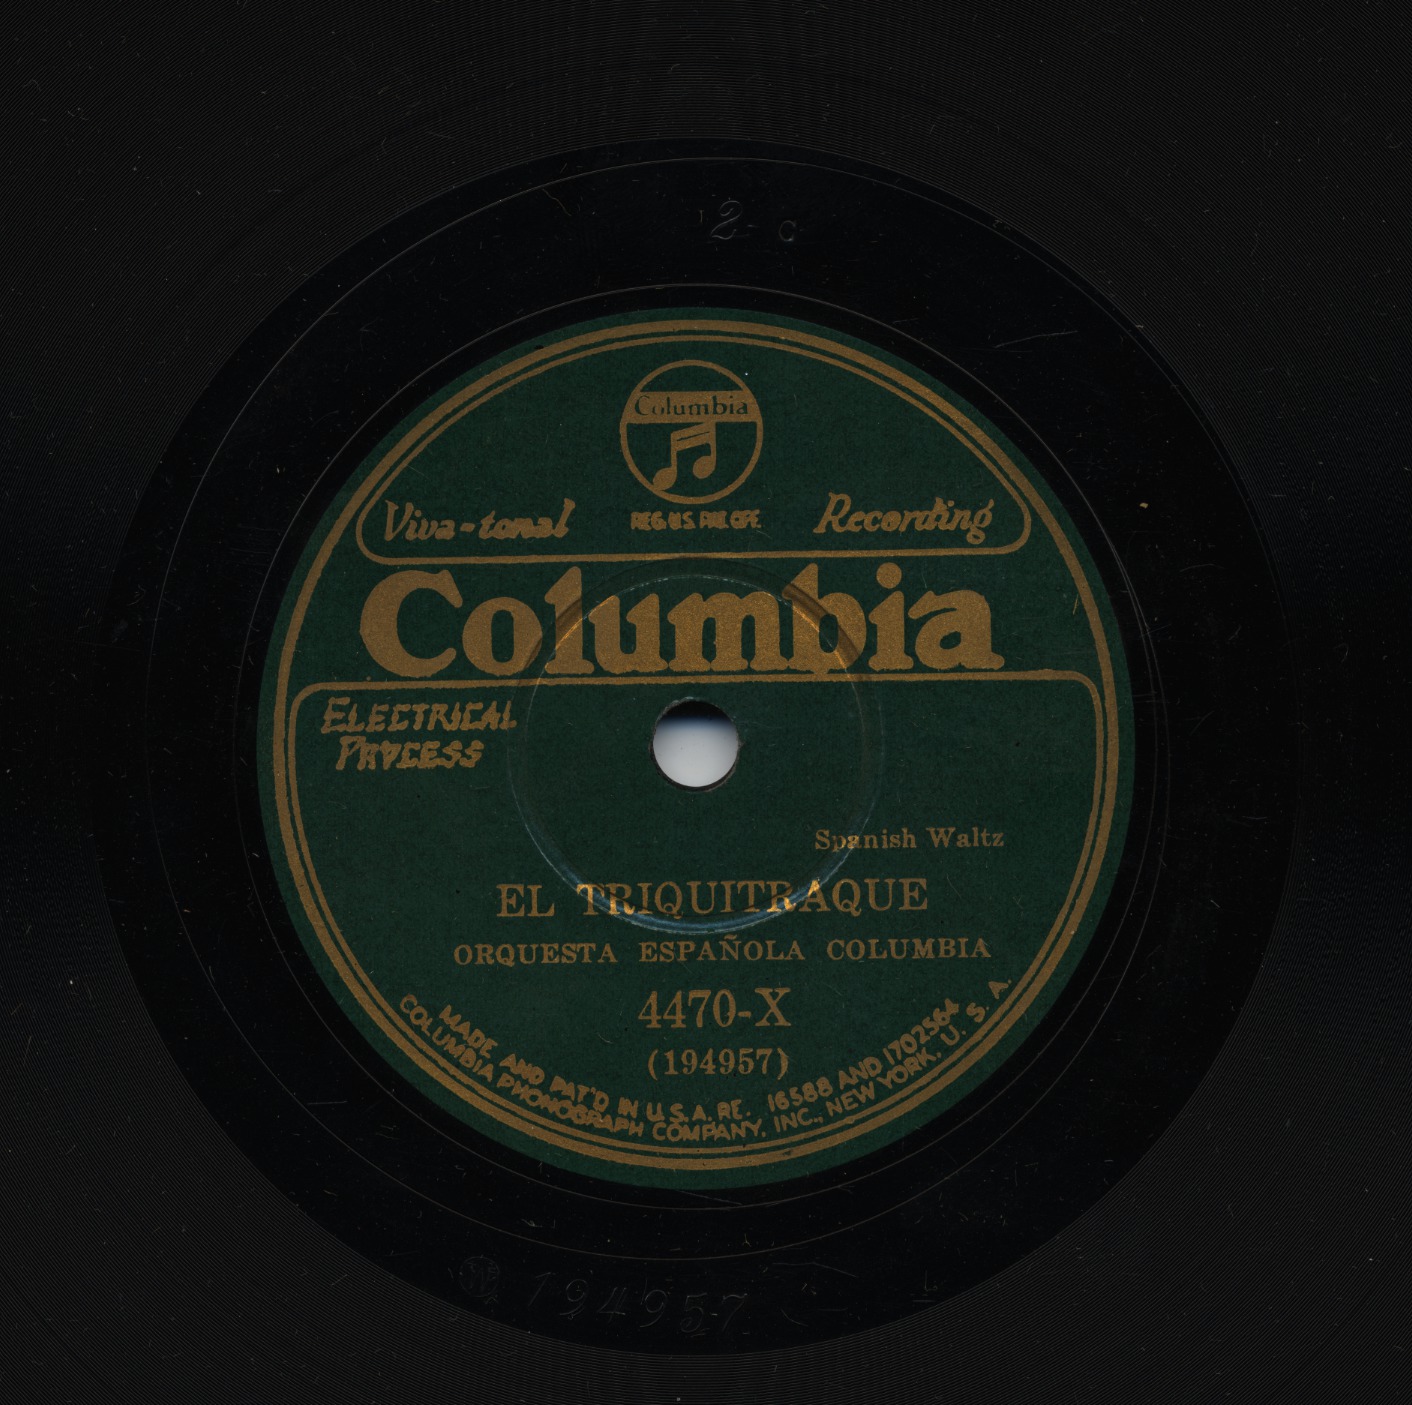 2 C
Columbia
Viva-tonal REG. U.S. PAT. OFF. Recording
Columbia
ELECTRICAL
PROCESS
Spanish Waltz
EL TRIQUITRAQUE
ORQUESTA ESPAÑOLA COLUMBIA
4470-X
(194957)
MADE AND PAT'D IN U.S.A. RE. 16588 AND 1702564
COLUMBIA PHONOGRAPH COMPANY, INC., NEW YORK, U. S. A.
194957